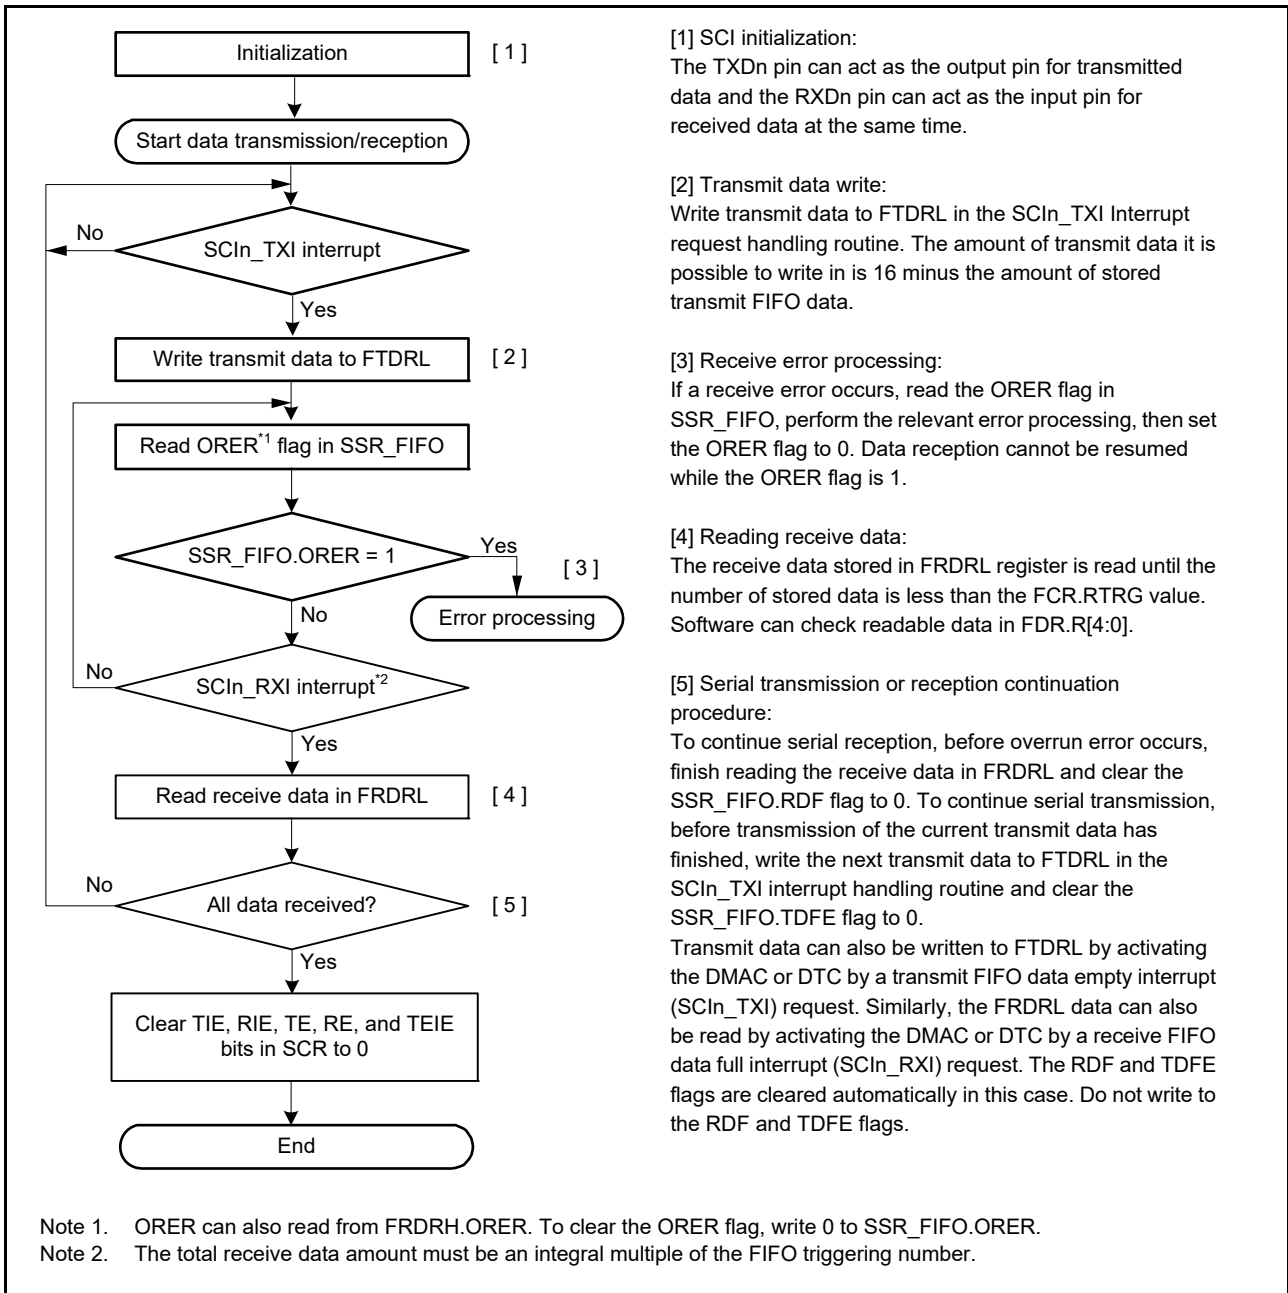 Initialization
[ 1 ]
Start data transmission/reception
No
SCIn_TXI interrupt
Yes
Write transmit data to FTDRL
[ 2 ]
Read ORER*1 flag in SSR_FIFO
SSR_FIFO.ORER = 1
Yes
[ 3 ]
Error processing
No
No
SCIn_RXI interrupt*2
Yes
Read receive data in FRDRL
[ 4 ]
No
All data received?
[ 5 ]
Yes
Clear TIE, RIE, TE, RE, and TEIE
bits in SCR to 0
End
[1] SCI initialization:
The TXDn pin can act as the output pin for transmitted
data and the RXDn pin can act as the input pin for
received data at the same time.
[2] Transmit data write:
Write transmit data to FTDRL in the SCIn_TXI Interrupt
request handling routine. The amount of transmit data it is
possible to write in is 16 minus the amount of stored
transmit FIFO data.
[3] Receive error processing:
If a receive error occurs, read the ORER flag in
SSR_FIFO, perform the relevant error processing, then set
the ORER flag to 0. Data reception cannot be resumed
while the ORER flag is 1.
[4] Reading receive data:
The receive data stored in FRDRL register is read until the
number of stored data is less than the FCR.RTRG value.
Software can check readable data in FDR.R[4:0].
[5] Serial transmission or reception continuation
procedure:
To continue serial reception, before overrun error occurs,
finish reading the receive data in FRDRL and clear the
SSR_FIFO.RDF flag to 0. To continue serial transmission,
before transmission of the current transmit data has
finished, write the next transmit data to FTDRL in the
SCIn_TXI interrupt handling routine and clear the
SSR_FIFO.TDFE flag to 0.
Transmit data can also be written to FTDRL by activating
the DMAC or DTC by a transmit FIFO data empty interrupt
(SCIn_TXI) request. Similarly, the FRDRL data can also
be read by activating the DMAC or DTC by a receive FIFO
data full interrupt (SCIn_RXI) request. The RDF and TDFE
flags are cleared automatically in this case. Do not write to
the RDF and TDFE flags.
Note 1. ORER can also read from FRDRH.ORER. To clear the ORER flag, write 0 to SSR_FIFO.ORER.
Note 2. The total receive data amount must be an integral multiple of the FIFO triggering number.